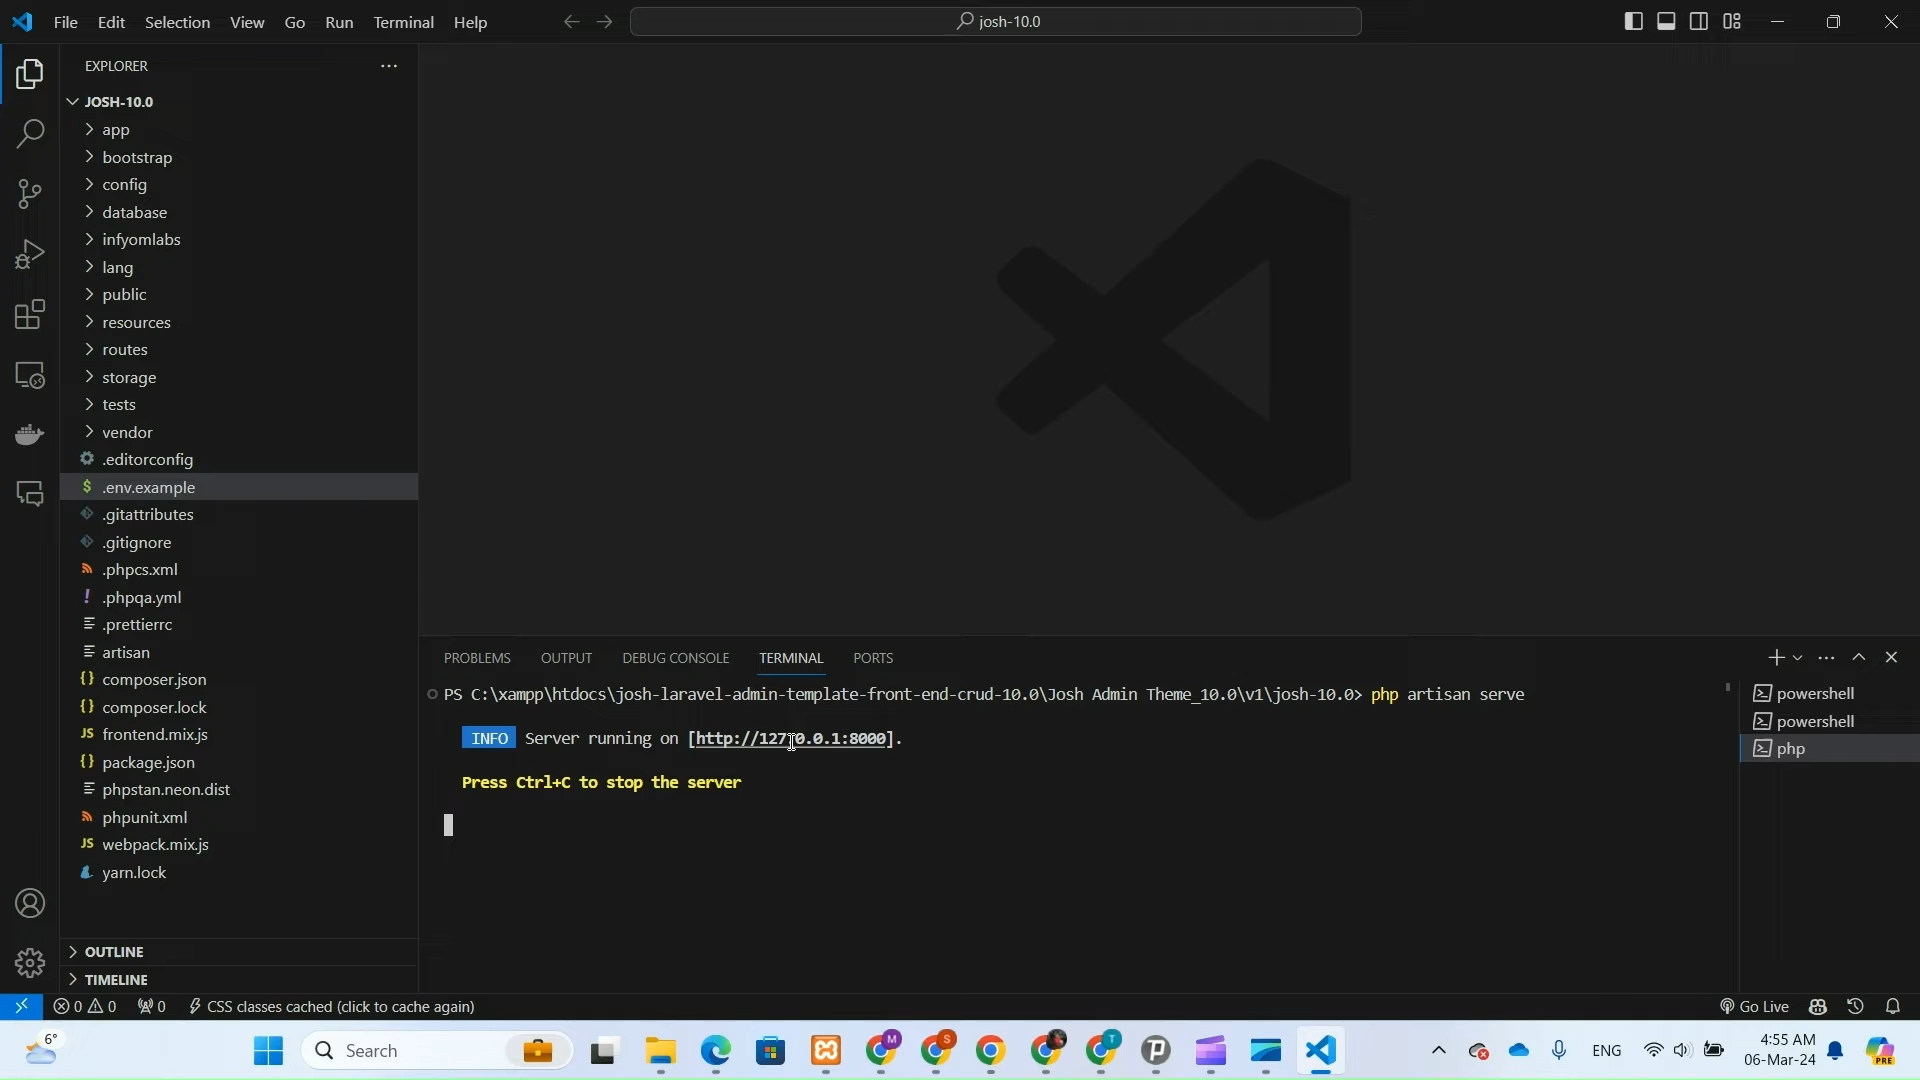 File Edit Selection View Go Run Terminal Help
josh-10.0
EXPLORER
JOSH-10.0
app
bootstrap
config
database
infyomlabs
lang
public
resources
routes
storage
tests
vendor
.editorconfig
.env.example
.gitattributes
.gitignore
.phpcs.xml
.phpqa.yml
.prettierrc
artisan
composer.json
composer.lock
frontend.mix.js
package.json
phpstan.neon.dist
phpunit.xml
webpack.mix.js
yarn.lock
OUTLINE
TIMELINE
PROBLEMS OUTPUT DEBUG CONSOLE TERMINAL PORTS
PS C:\xampp\htdocs\josh-laravel-admin-template-front-end-crud-10.0\Josh Admin Theme_10.0\v1\josh-10.0> php artisan serve
INFO Server running on [http://127.0.0.1:8000].
Press Ctrl+C to stop the server
powershell
powershell
php
0 0 0 CSS classes cached (click to cache again)
Go Live
6°
Search
M
S
T
ENG
4:55 AM
06-Mar-24
PRE